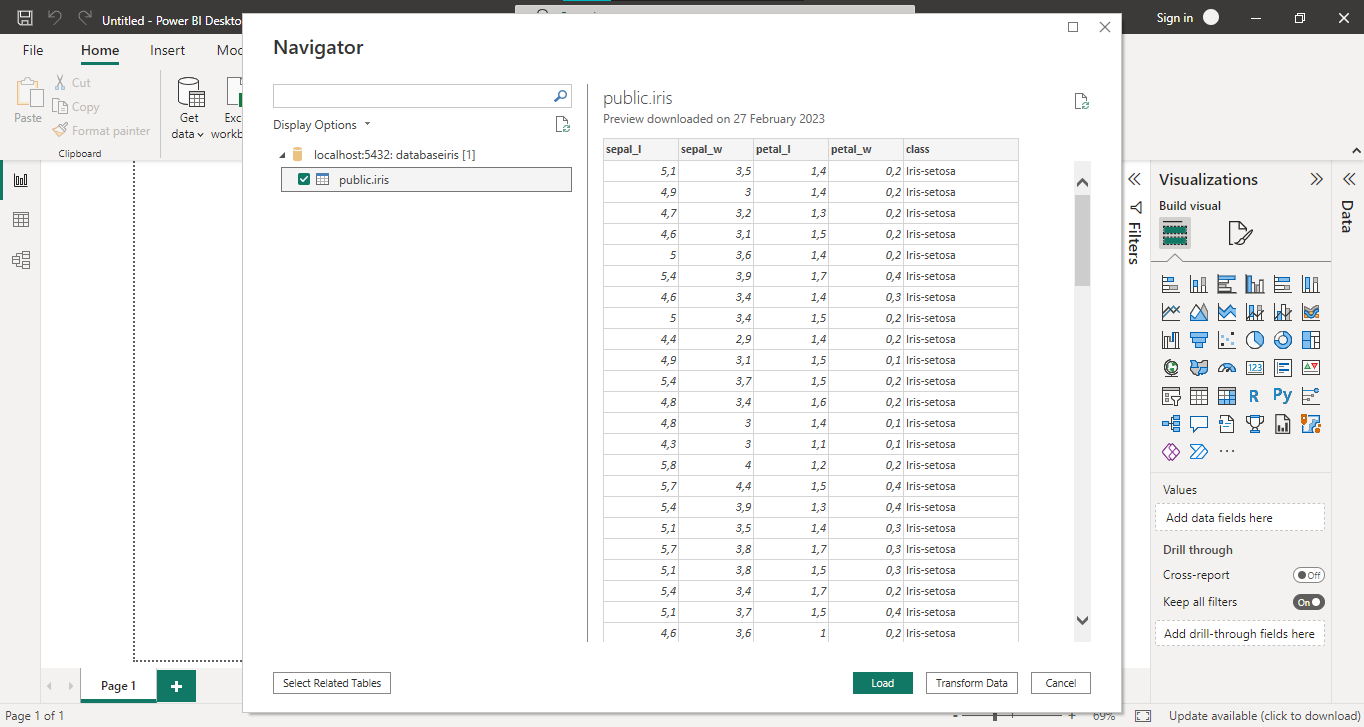 Untitled - Power BI Deskto
Sign in
File
Home
Insert
Mod
Paste
Cut
Copy
Format painter
Clipboard
Get
data
Exc
workb
Navigator
Display Options
localhost:5432: databaseiris [1]
public.iris
public.iris
Preview downloaded on 27 February 2023
sepal_l sepal_w petal_l petal_w class
5,1 3,5 1,4 0,2 Iris-setosa
4,9 3 1,4 0,2 Iris-setosa
4,7 3,2 1,3 0,2 Iris-setosa
4,6 3,1 1,5 0,2 Iris-setosa
5 3,6 1,4 0,2 Iris-setosa
5,4 3,9 1,7 0,4 Iris-setosa
4,6 3,4 1,4 0,3 Iris-setosa
5 3,4 1,5 0,2 Iris-setosa
4,4 2,9 1,4 0,2 Iris-setosa
4,9 3,1 1,5 0,1 Iris-setosa
5,4 3,7 1,5 0,2 Iris-setosa
4,8 3,4 1,6 0,2 Iris-setosa
4,8 3 1,4 0,1 Iris-setosa
4,3 3 1,1 0,1 Iris-setosa
5,8 4 1,2 0,2 Iris-setosa
5,7 4,4 1,5 0,4 Iris-setosa
5,4 3,9 1,3 0,4 Iris-setosa
5,1 3,5 1,4 0,3 Iris-setosa
5,7 3,8 1,7 0,3 Iris-setosa
5,1 3,8 1,5 0,3 Iris-setosa
5,4 3,4 1,7 0,2 Iris-setosa
5,1 3,7 1,5 0,4 Iris-setosa
4,6 3,6 1 0,2 Iris-setosa
Select Related Tables
Load
Transform Data
Cancel
Filters
Visualizations
Build visual
123
R
Py
Values
Add data fields here
Drill through
Cross-report
Off
Keep all filters
On
Add drill-through fields here
Data
Page 1
Page 1 of 1
69%
Update available (click to download)